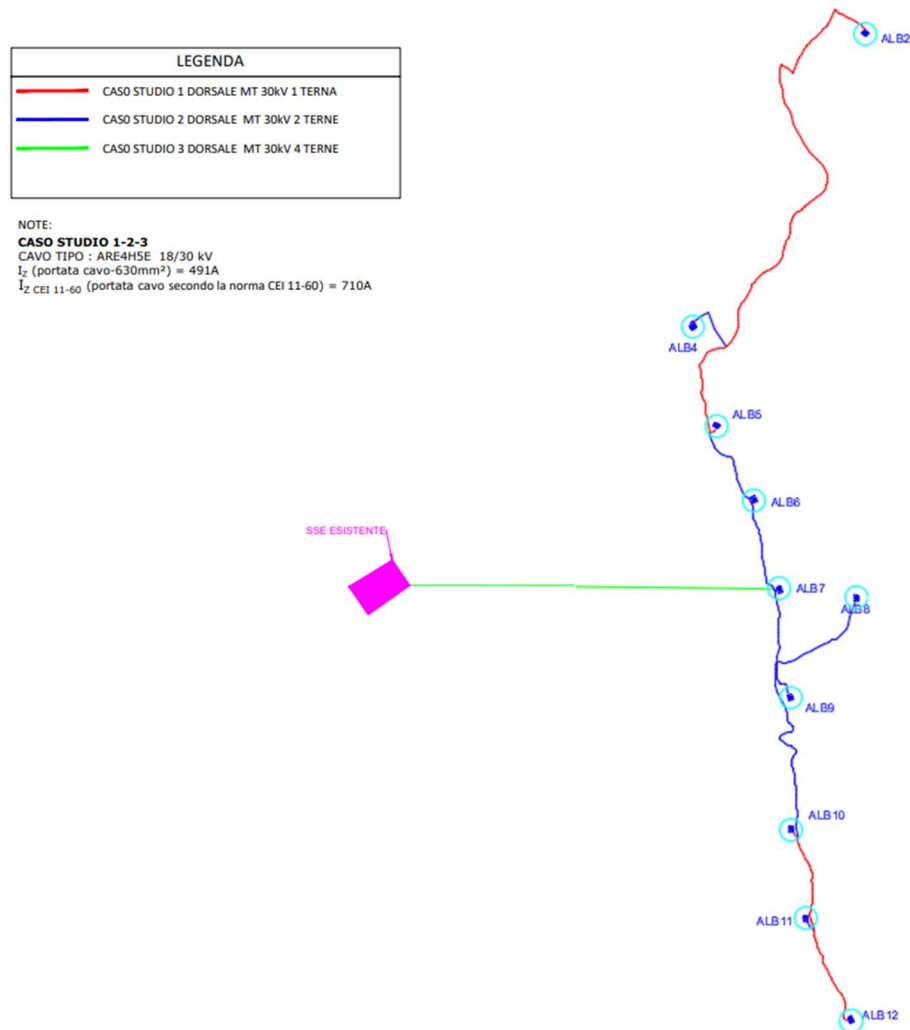 ALB2
LEGENDA
CASO STUDIO 1 DORSALE MT 30kV 1 TERNA
CASO STUDIO 2 DORSALE MT 30kV 2 TERNE
CASO STUDIO 3 DORSALE MT 30kV 4 TERNE
NOTE:
CASO STUDIO 1-2-3
CAVO TIPO : ARE4H5E 18/30 kV
IZ (portata cavo-630mm²) = 491A
IZ CEI 11-60 (portata cavo secondo la norma CEI 11-60) = 710A
ALB4
ALB5
ALB6
SSE ESISTENTE
ALB7
ALB8
ALB9
ALB10
ALB11
ALB12